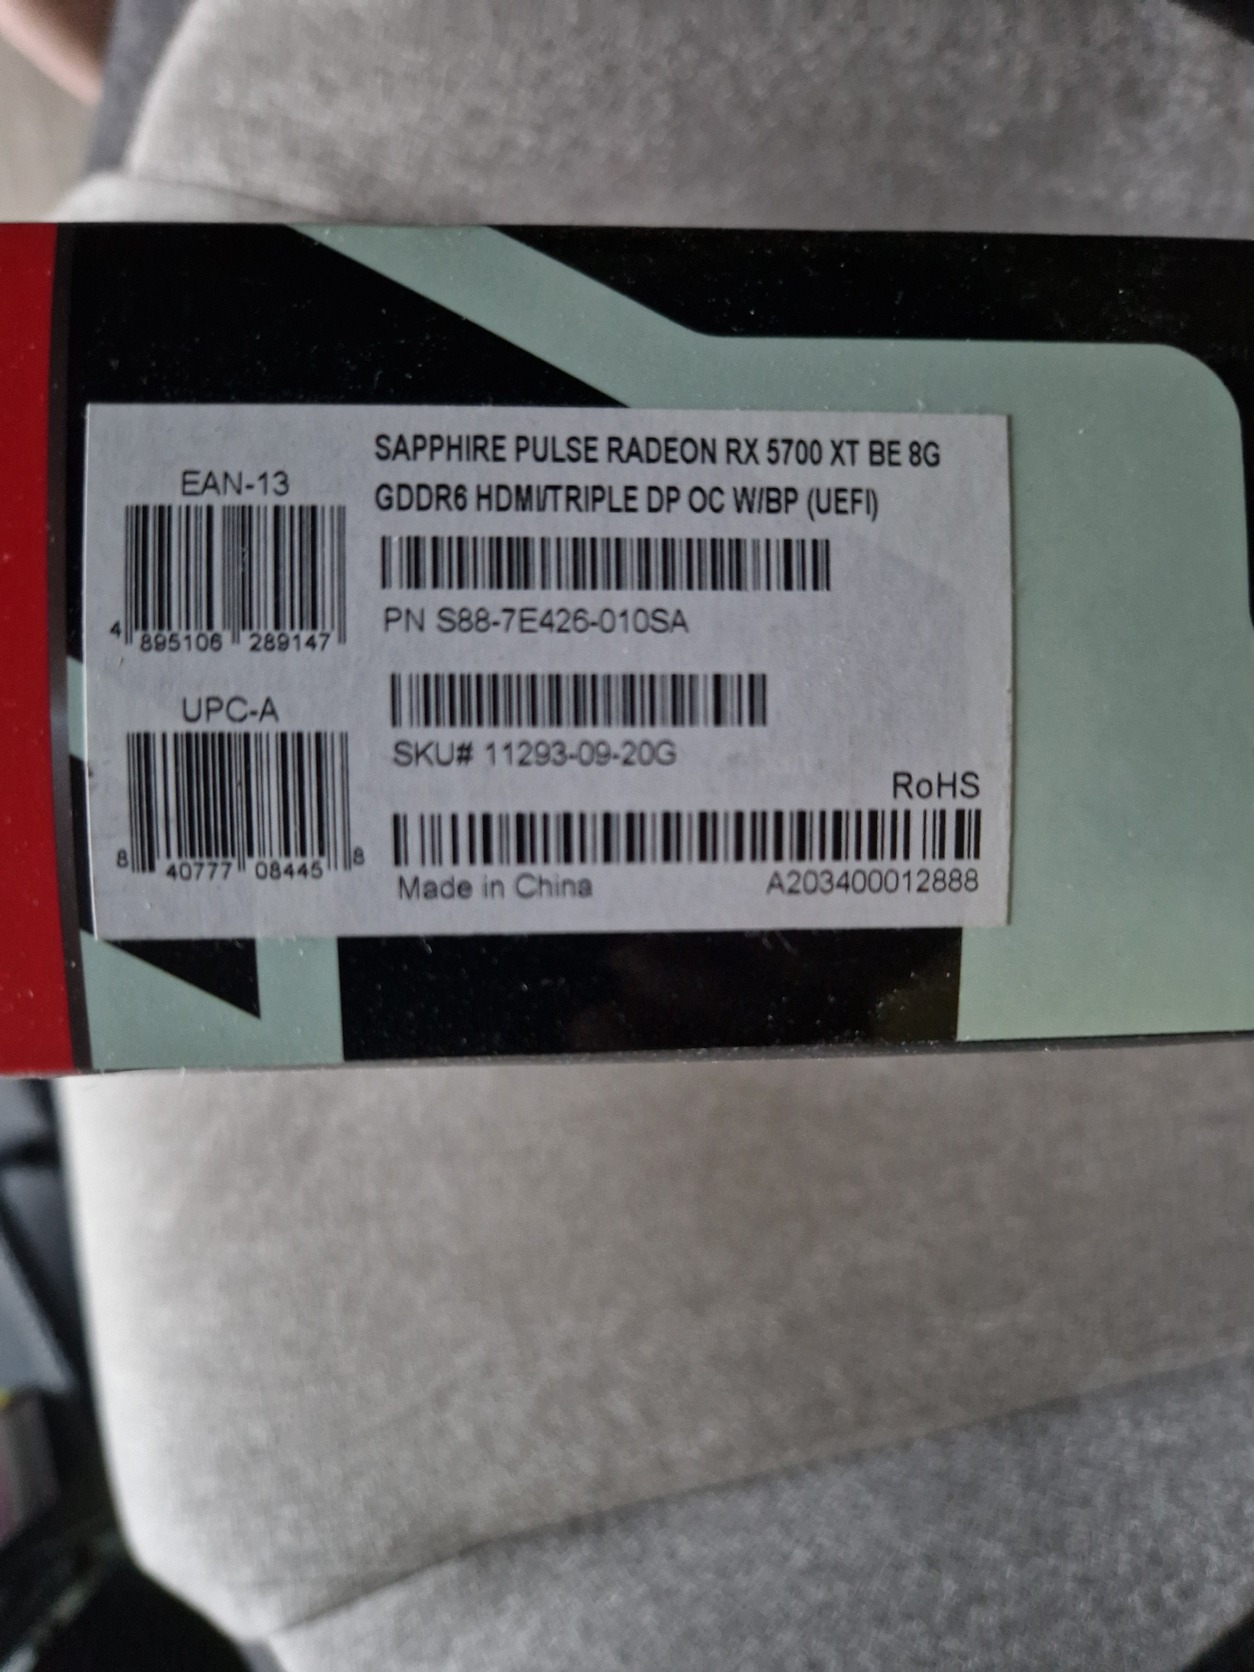 SAPPHIRE PULSE RADEON RX 5700 XT BE 8G
GDDR6 HDMI/TRIPLE DP OC W/BP (UEFI)
EAN-13
4 895106 289147
PN S88-7E426-010SA
UPC-A
8 40777 08445 8
SKU# 11293-09-20G
RoHS
Made in China
A203400012888